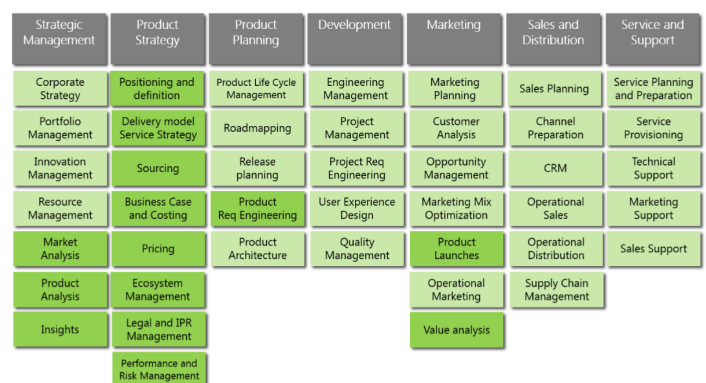 Strategic
Management
Product
Strategy
Product
Planning
Development
Marketing
Sales and
Distribution
Service and
Support
Corporate
Strategy
Positioning and
definition
Product Life Cycle
Management
Engineering
Management
Marketing
Planning
Sales Planning
Service Planning
and Preparation
Portfolio
Management
Delivery model
Service Strategy
Roadmapping
Project
Management
Customer
Analysis
Channel
Preparation
Service
Provisioning
Innovation
Management
Sourcing
Release
planning
Project Req
Engineering
Opportunity
Management
CRM
Technical
Support
Resource
Management
Business Case
and Costing
Product
Req Engineering
User Experience
Design
Marketing Mix
Optimization
Operational
Sales
Marketing
Support
Market
Analysis
Pricing
Product
Architecture
Quality
Management
Product
Launches
Operational
Distribution
Sales Support
Product
Analysis
Ecosystem
Management
Operational
Marketing
Supply Chain
Management
Insights
Legal and IPR
Management
Value analysis
Performance and
Risk Management